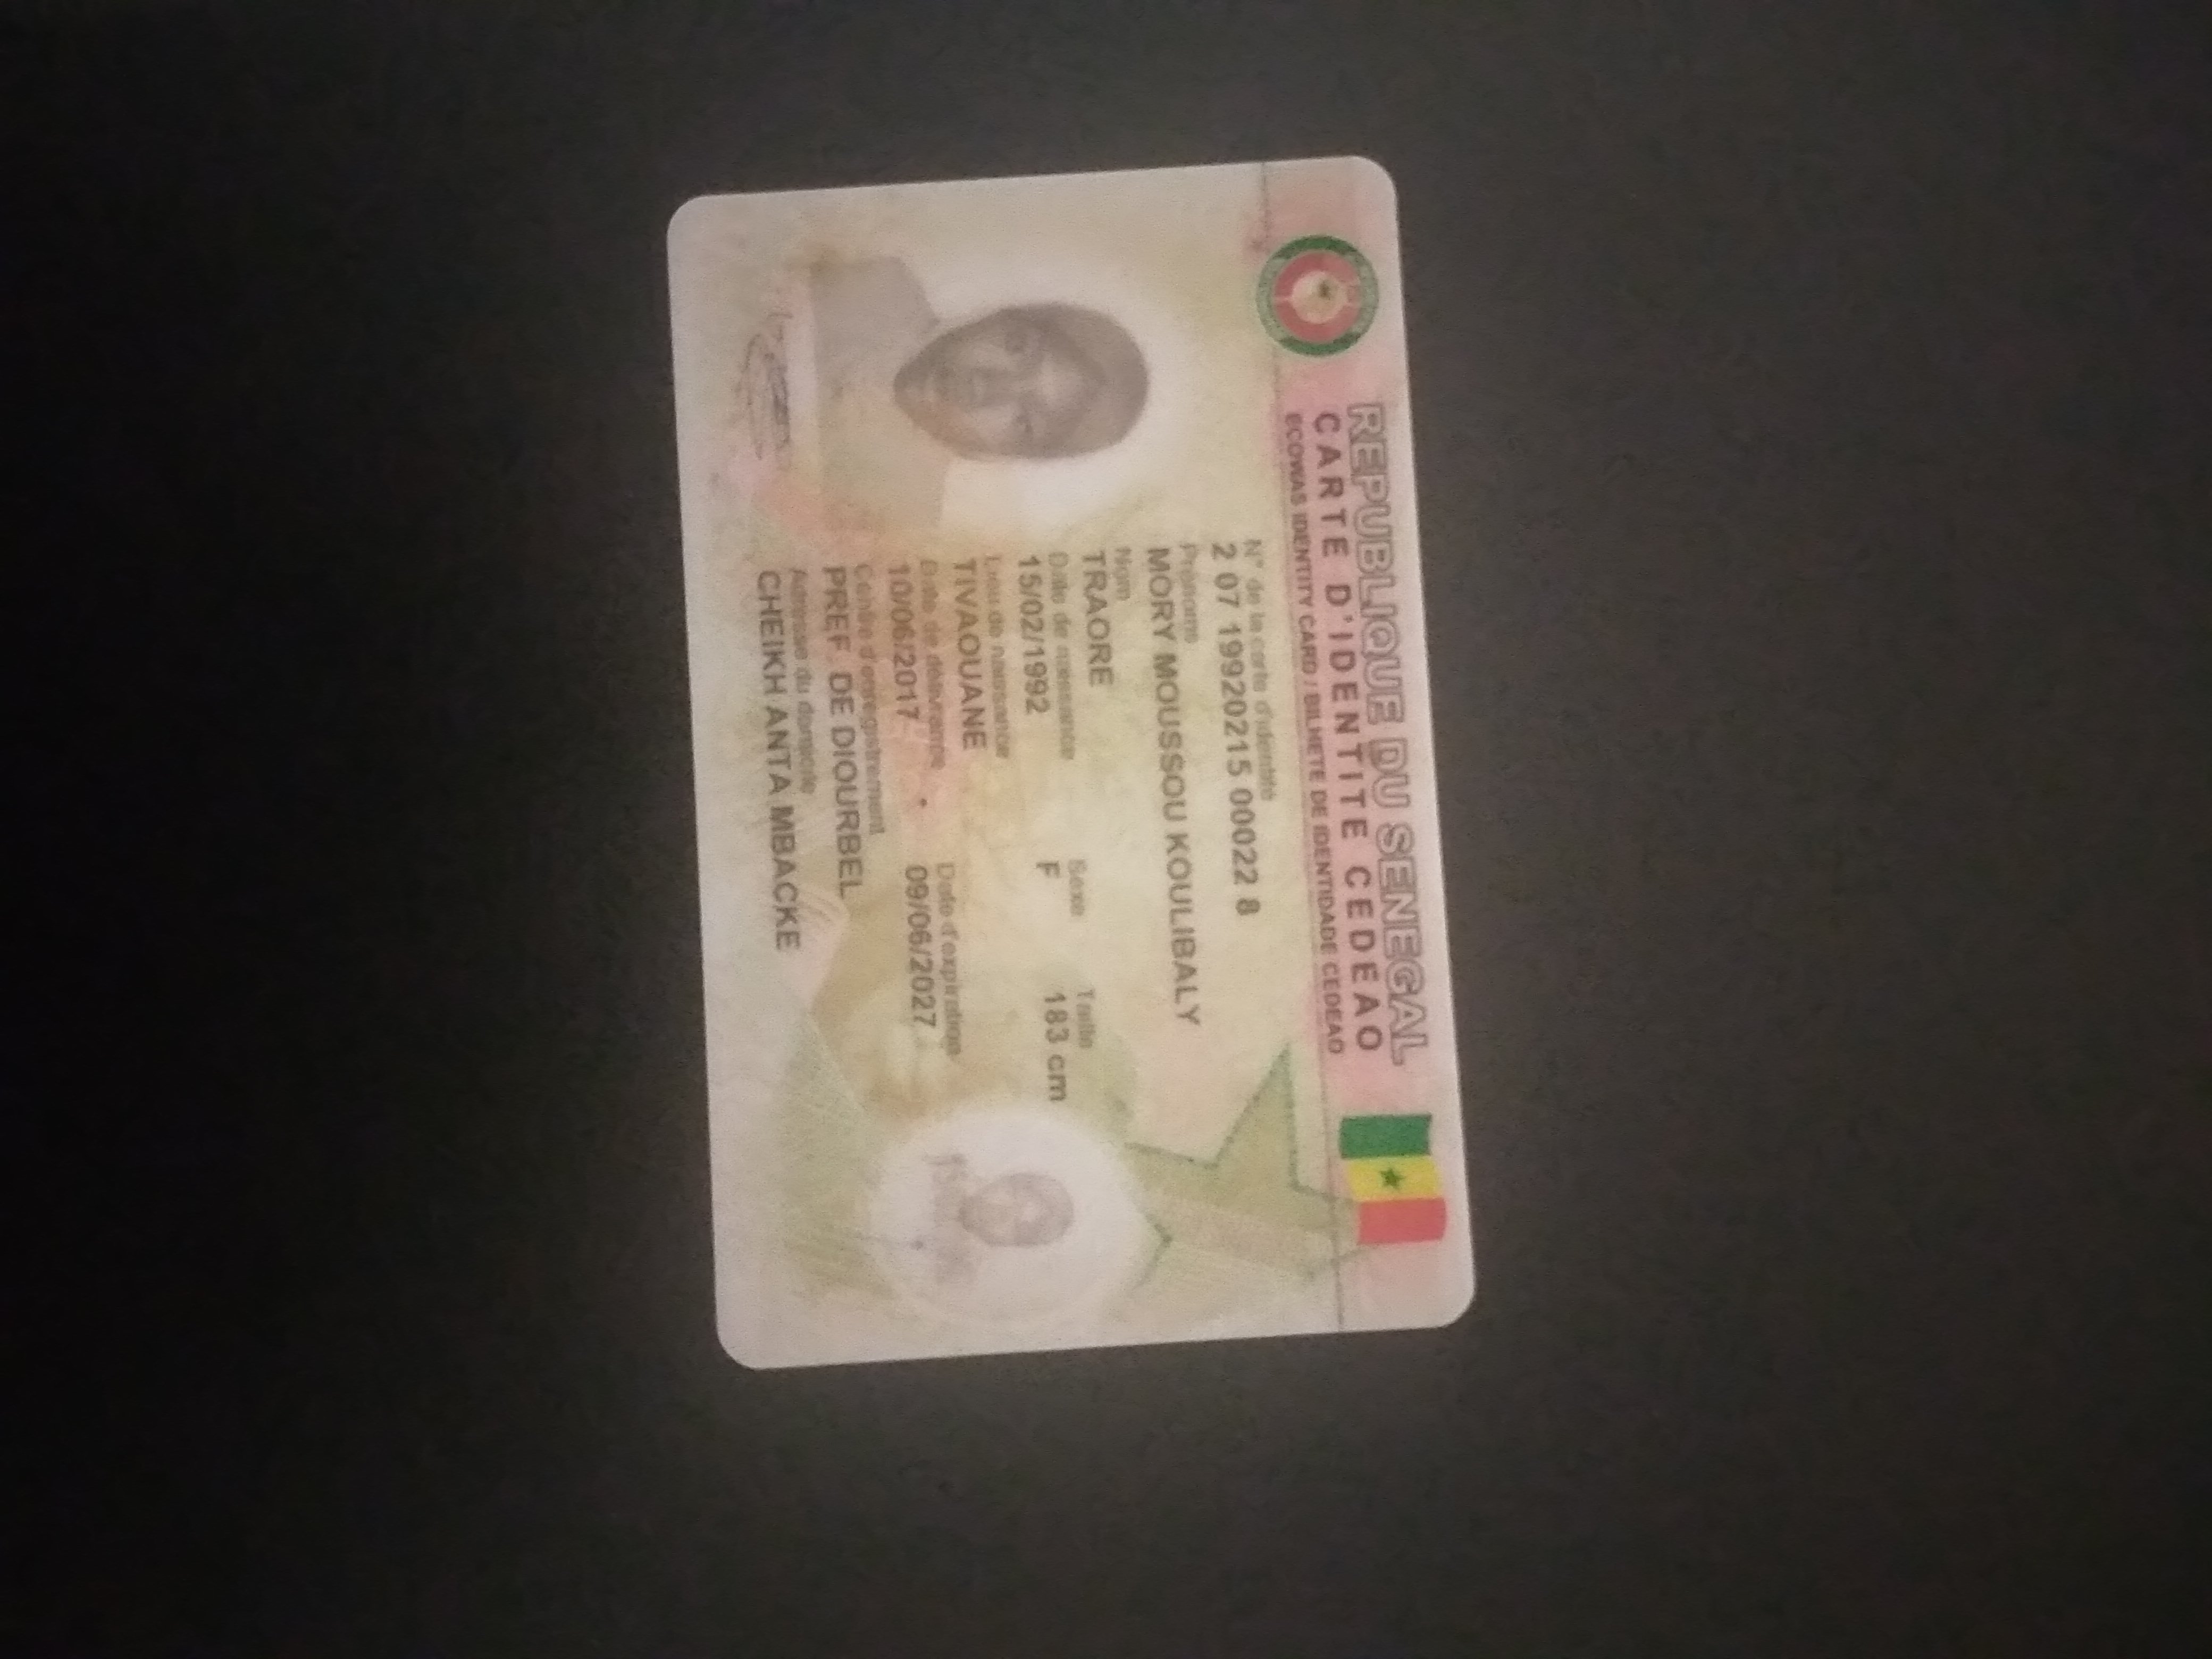 REPUBLIQUE DU SENEGAL
CARTE D'IDENTITE CEDEAO
ECOWAS IDENTITY CARD / BILHETE DE IDENTIDADE CEDEAO
N° de la carte d'identité
2 07 19920215 00022 8
Prénoms
MORY MOUSSOU KOULIBALY
Nom
TRAORE
Date de naissance Sexe Taille
15/02/1992 F 183 cm
Lieu de naissance
TIVAOUANE
Date de délivrance Date d'expiration
10/06/2017 09/06/2027
Centre d'enregistrement
PREF. DE DIOURBEL
Adresse du domicile
CHEIKH ANTA MBACKE